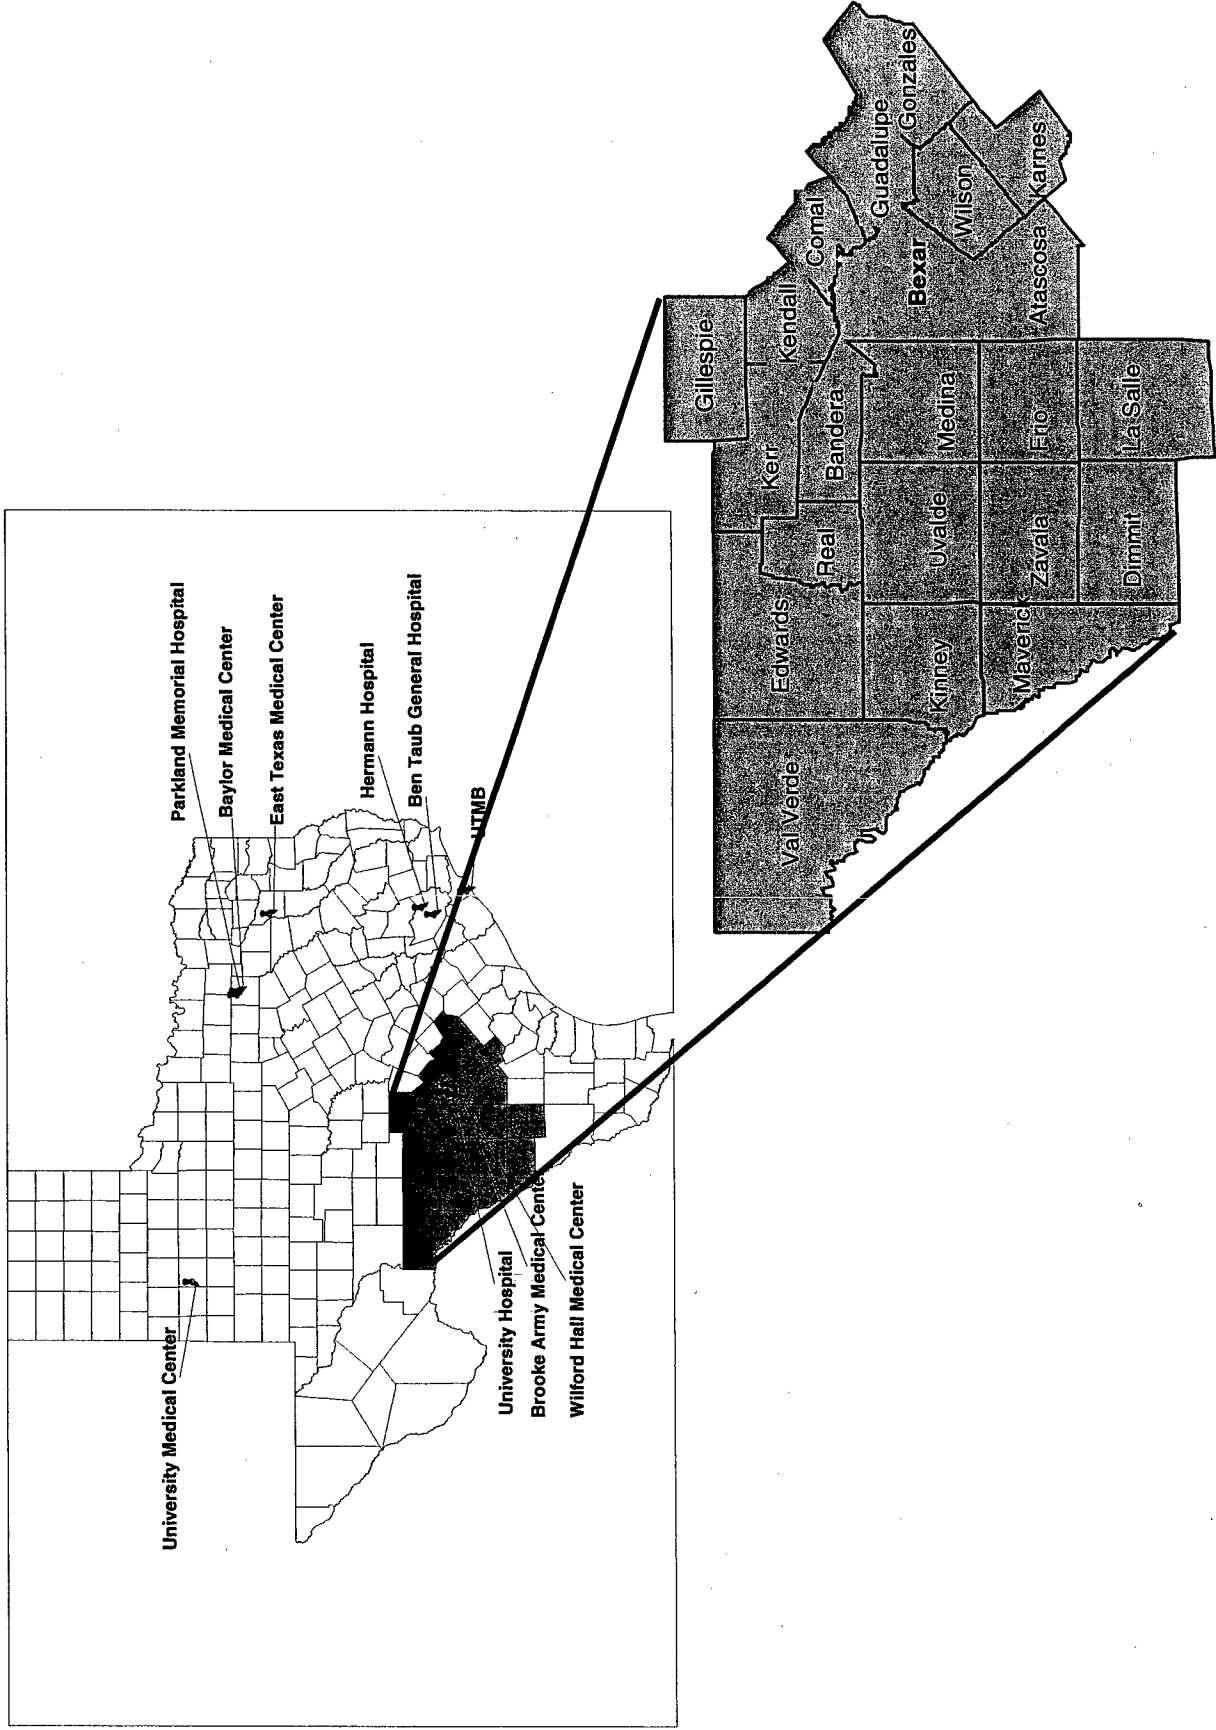 University Medical Center
Parkland Memorial Hospital
Baylor Medical Center
East Texas Medical Center
Hermann Hospital
Ben Taub General Hospital
UTMB
University Hospital
Brooke Army Medical Center
Wilford Hall Medical Center
Gillespie
Kerr
Kendall
Comal
Val Verde
Edwards
Real
Bandera
Guadalupe
Gonzales
Kinney
Uvalde
Medina
Bexar
Wilson
Maverick
Zavala
Frio
Atascosa
Karnes
Dimmit
La Salle